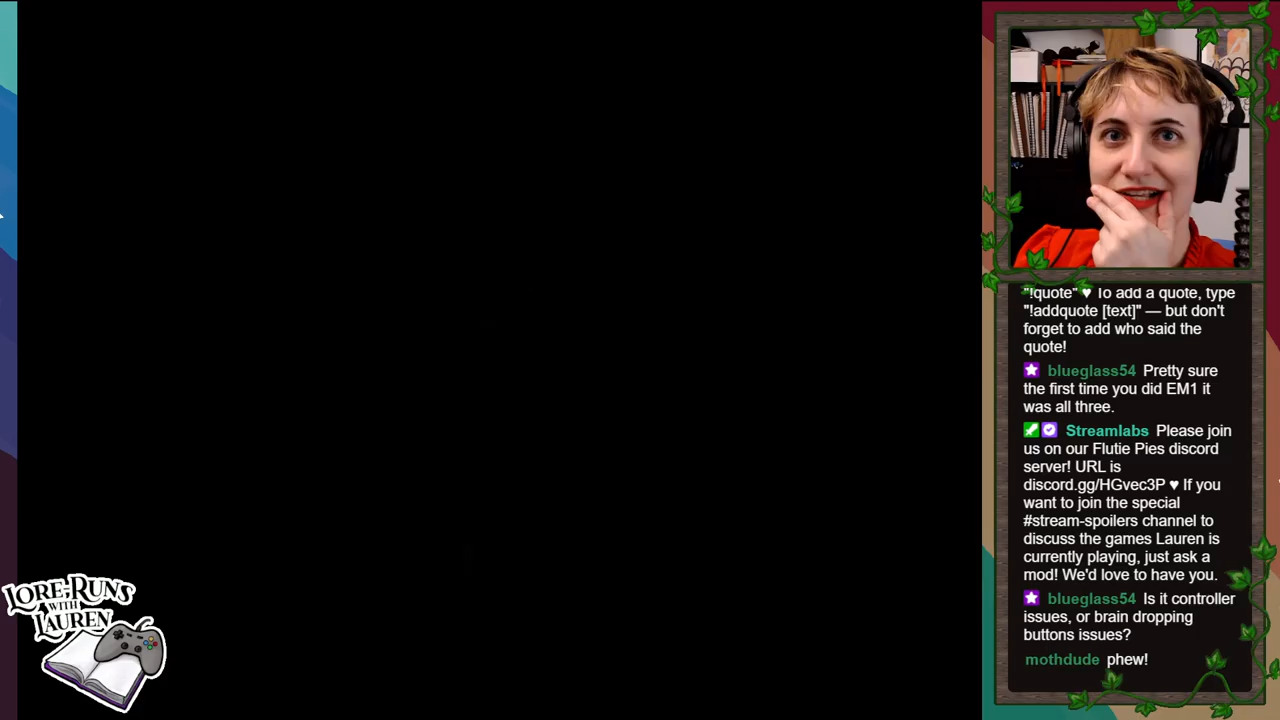 "!quote" ♥ To add a quote, type
"!addquote [text]" — but don't
forget to add who said the
quote!
blueglass54 Pretty sure
the first time you did EM1 it
was all three.
Streamlabs Please join
us on our Flutie Pies discord
server! URL is
discord.gg/HGvec3P ♥ If you
want to join the special
#stream-spoilers channel to
discuss the games Lauren is
currently playing, just ask a
mod! We'd love to have you.
blueglass54 Is it controller
issues, or brain dropping
buttons issues?
mothdude phew!
LORE-RUNS
WITH
LAUREN